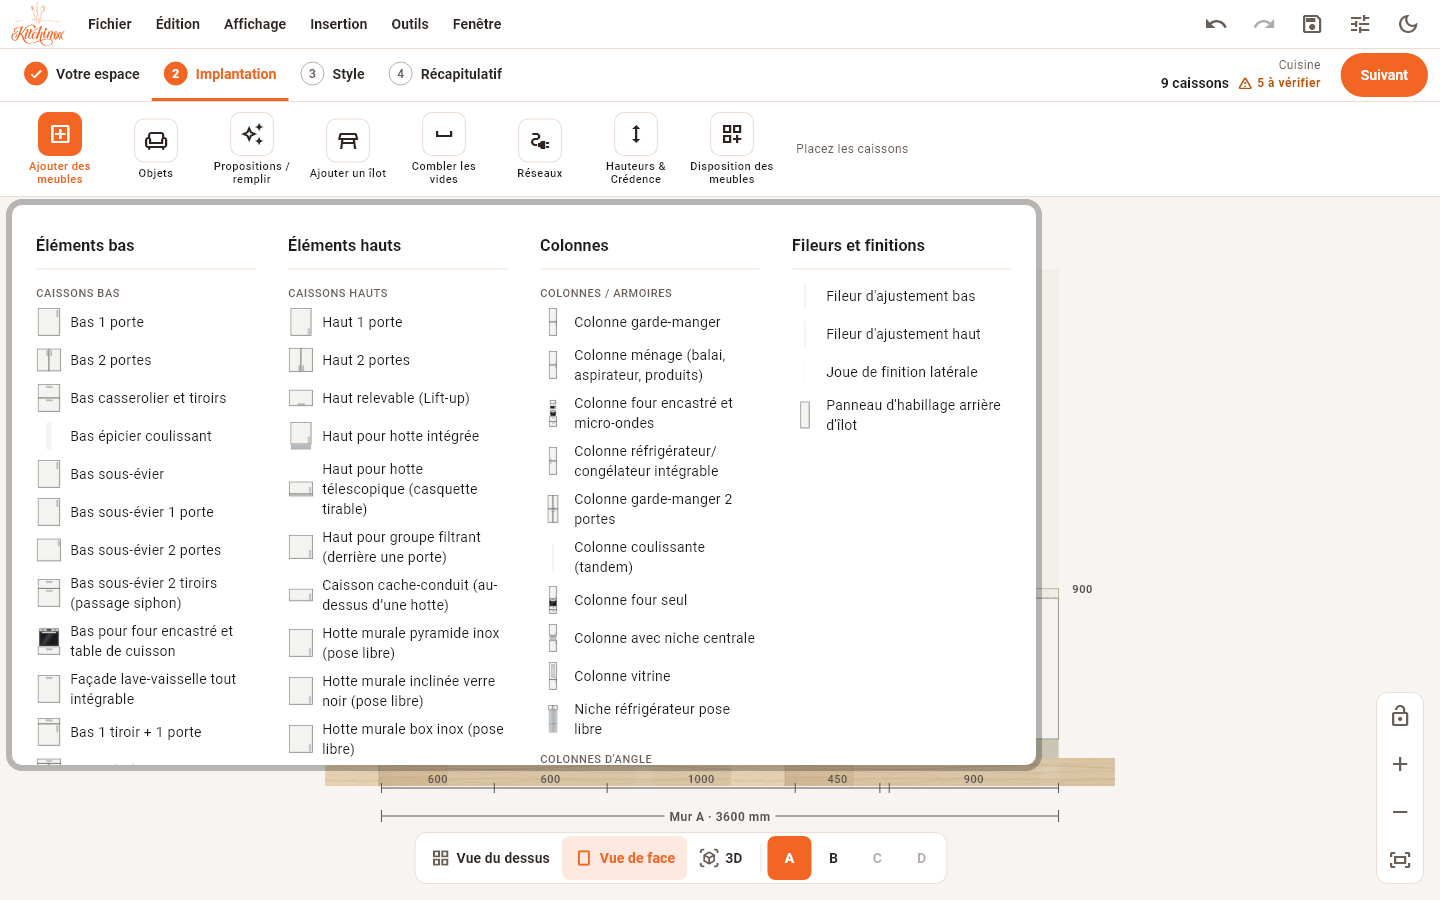 Kitchinox
Fichier
Édition
Affichage
Insertion
Outils
Fenêtre
Votre espace
2
Implantation
3
Style
4
Récapitulatif
Cuisine
9 caissons
5 à vérifier
Suivant
Ajouter des
meubles
Objets
Propositions /
remplir
Ajouter un îlot
Combler les
vides
Réseaux
Hauteurs &
Crédence
Disposition des
meubles
Placez les caissons
Éléments bas
CAISSONS BAS
Bas 1 porte
Bas 2 portes
Bas casserolier et tiroirs
Bas épicier coulissant
Bas sous-évier
Bas sous-évier 1 porte
Bas sous-évier 2 portes
Bas sous-évier 2 tiroirs
(passage siphon)
Bas pour four encastré et
table de cuisson
Façade lave-vaisselle tout
intégrable
Bas 1 tiroir + 1 porte
Éléments hauts
CAISSONS HAUTS
Haut 1 porte
Haut 2 portes
Haut relevable (Lift-up)
Haut pour hotte intégrée
Haut pour hotte
télescopique (casquette
tirable)
Haut pour groupe filtrant
(derrière une porte)
Caisson cache-conduit (au-
dessus d’une hotte)
Hotte murale pyramide inox
(pose libre)
Hotte murale inclinée verre
noir (pose libre)
Hotte murale box inox (pose
libre)
Colonnes
COLONNES / ARMOIRES
Colonne garde-manger
Colonne ménage (balai,
aspirateur, produits)
Colonne four encastré et
micro-ondes
Colonne réfrigérateur/
congélateur intégrable
Colonne garde-manger 2
portes
Colonne coulissante
(tandem)
Colonne four seul
Colonne avec niche centrale
Colonne vitrine
Niche réfrigérateur pose
libre
COLONNES D'ANGLE
Fileurs et finitions
Fileur d'ajustement bas
Fileur d'ajustement haut
Joue de finition latérale
Panneau d'habillage arrière
d'îlot
900
600
600
1000
450
900
Mur A · 3600 mm
Vue du dessus
Vue de face
3D
A
B
C
D